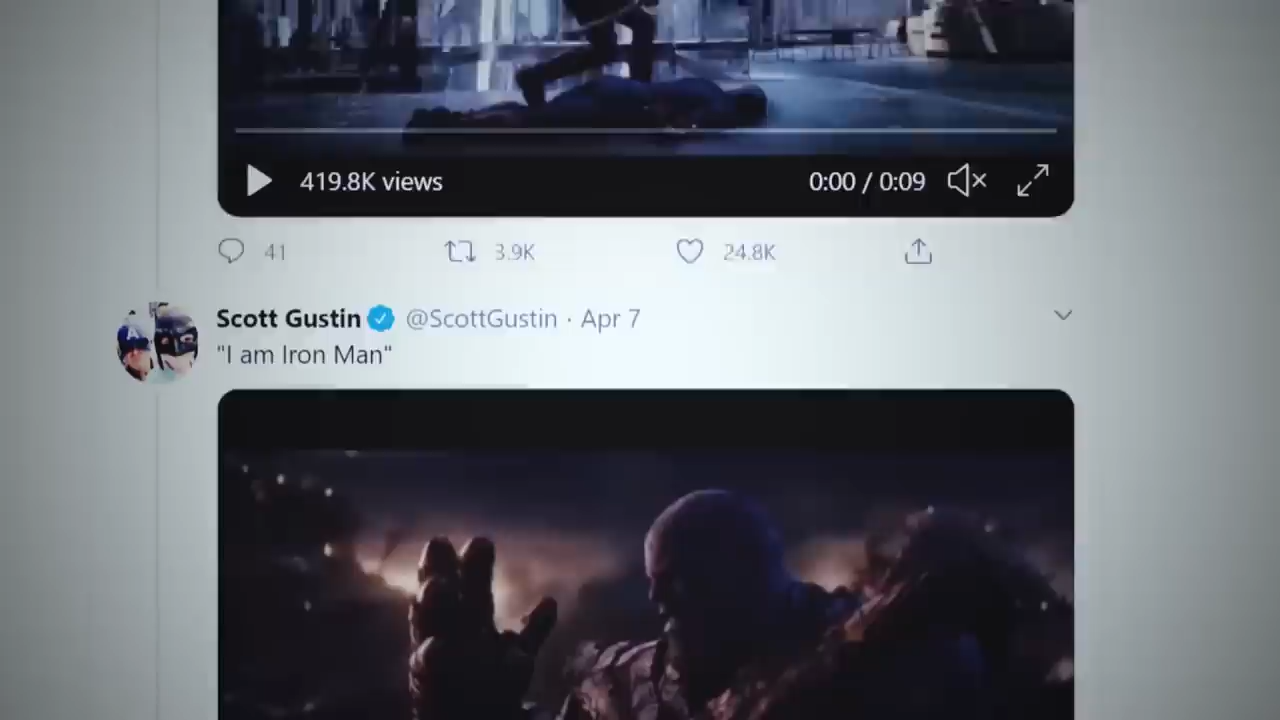 419.8K views
0:00 / 0:09
41
3.9K
24.8K
Scott Gustin @ScottGustin · Apr 7
"I am Iron Man"